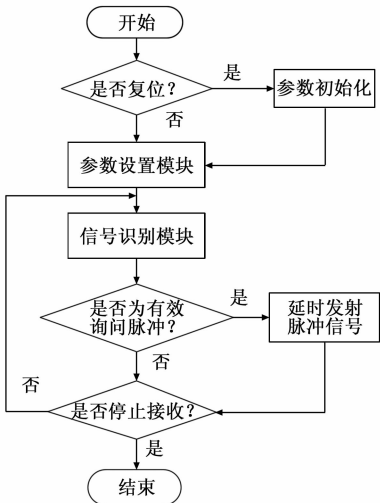 开始
是否复位？
是
参数初始化
否
参数设置模块
信号识别模块
是否为有效
询问脉冲？
是
延时发射
脉冲信号
否
否
是否停止接收？
是
结束